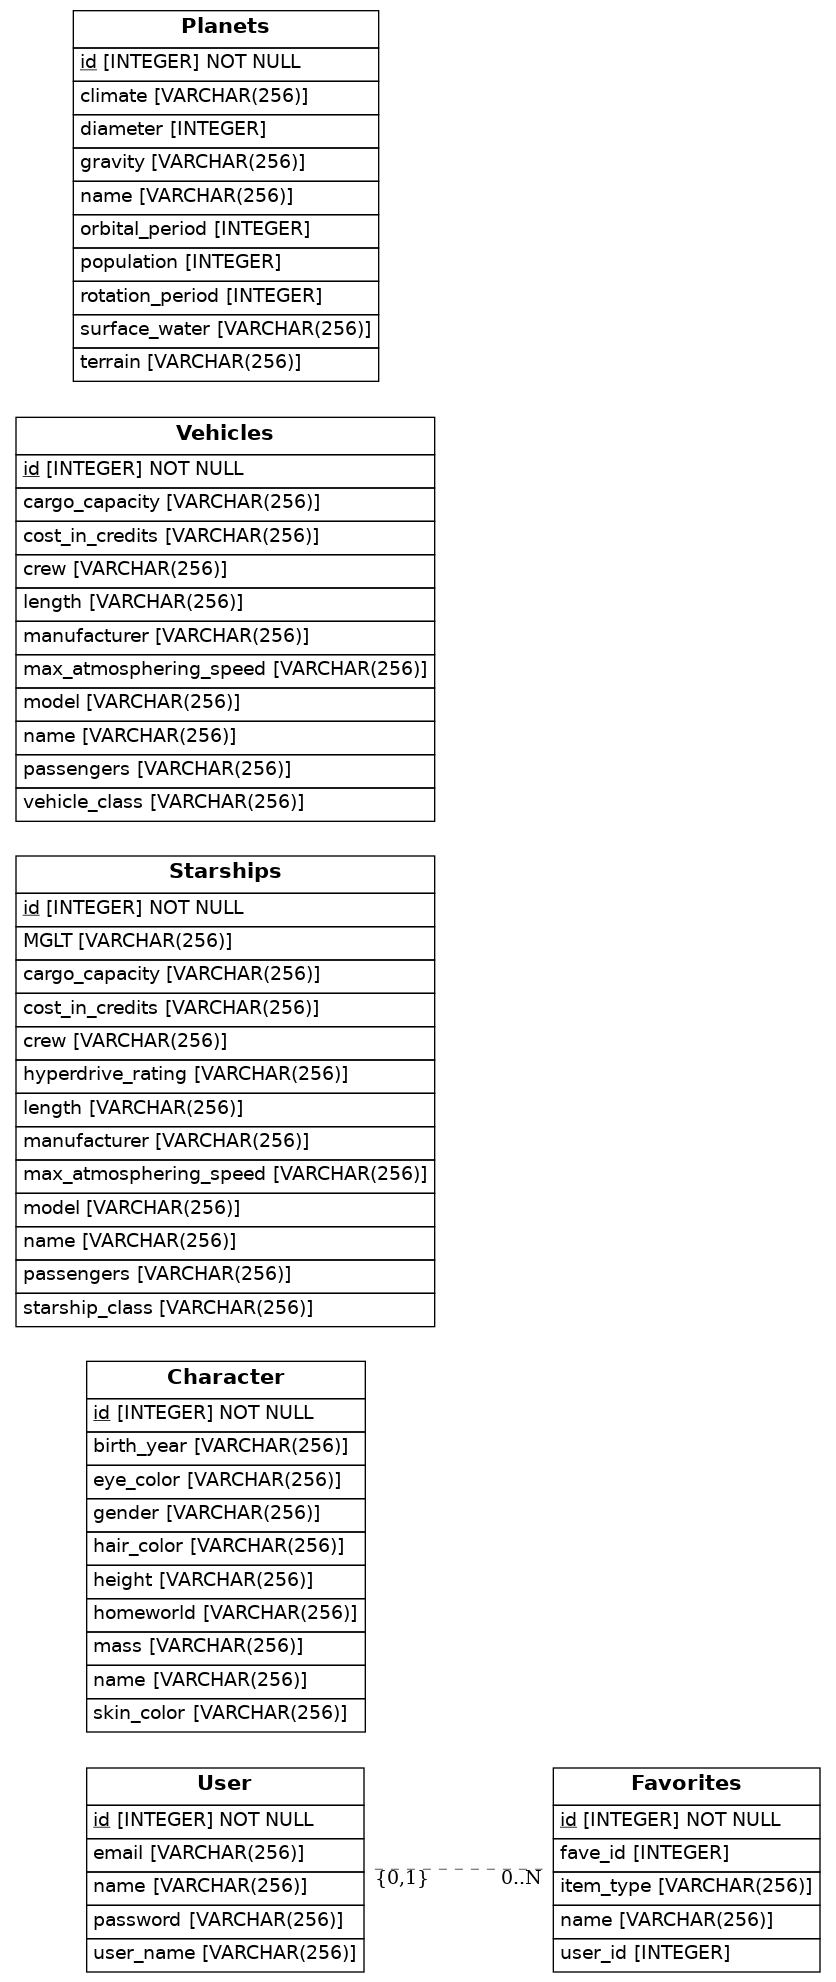 Planets
id [INTEGER] NOT NULL
climate [VARCHAR(256)]
diameter [INTEGER]
gravity [VARCHAR(256)]
name [VARCHAR(256)]
orbital_period [INTEGER]
population [INTEGER]
rotation_period [INTEGER]
surface_water [VARCHAR(256)]
terrain [VARCHAR(256)]
Vehicles
id [INTEGER] NOT NULL
cargo_capacity [VARCHAR(256)]
cost_in_credits [VARCHAR(256)]
crew [VARCHAR(256)]
length [VARCHAR(256)]
manufacturer [VARCHAR(256)]
max_atmosphering_speed [VARCHAR(256)]
model [VARCHAR(256)]
name [VARCHAR(256)]
passengers [VARCHAR(256)]
vehicle_class [VARCHAR(256)]
Starships
id [INTEGER] NOT NULL
MGLT [VARCHAR(256)]
cargo_capacity [VARCHAR(256)]
cost_in_credits [VARCHAR(256)]
crew [VARCHAR(256)]
hyperdrive_rating [VARCHAR(256)]
length [VARCHAR(256)]
manufacturer [VARCHAR(256)]
max_atmosphering_speed [VARCHAR(256)]
model [VARCHAR(256)]
name [VARCHAR(256)]
passengers [VARCHAR(256)]
starship_class [VARCHAR(256)]
Character
id [INTEGER] NOT NULL
birth_year [VARCHAR(256)]
eye_color [VARCHAR(256)]
gender [VARCHAR(256)]
hair_color [VARCHAR(256)]
height [VARCHAR(256)]
homeworld [VARCHAR(256)]
mass [VARCHAR(256)]
name [VARCHAR(256)]
skin_color [VARCHAR(256)]
User
id [INTEGER] NOT NULL
email [VARCHAR(256)]
name [VARCHAR(256)]
password [VARCHAR(256)]
user_name [VARCHAR(256)]
{0,1}
0..N
Favorites
id [INTEGER] NOT NULL
fave_id [INTEGER]
item_type [VARCHAR(256)]
name [VARCHAR(256)]
user_id [INTEGER]